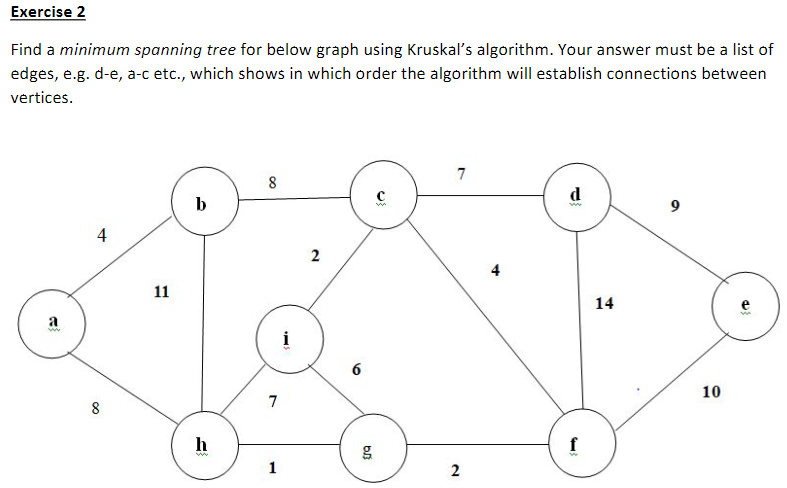 Exercise 2
Find a minimum spanning tree for below graph using Kruskal's algorithm. Your answer must be a list of
edges, e.g. d-e, a-c etc., which shows in which order the algorithm will establish connections between
vertices.
8
7
b
c
d
9
4
2
4
11
14
a
i
e
6
7
10
8
h
g
f
1
2